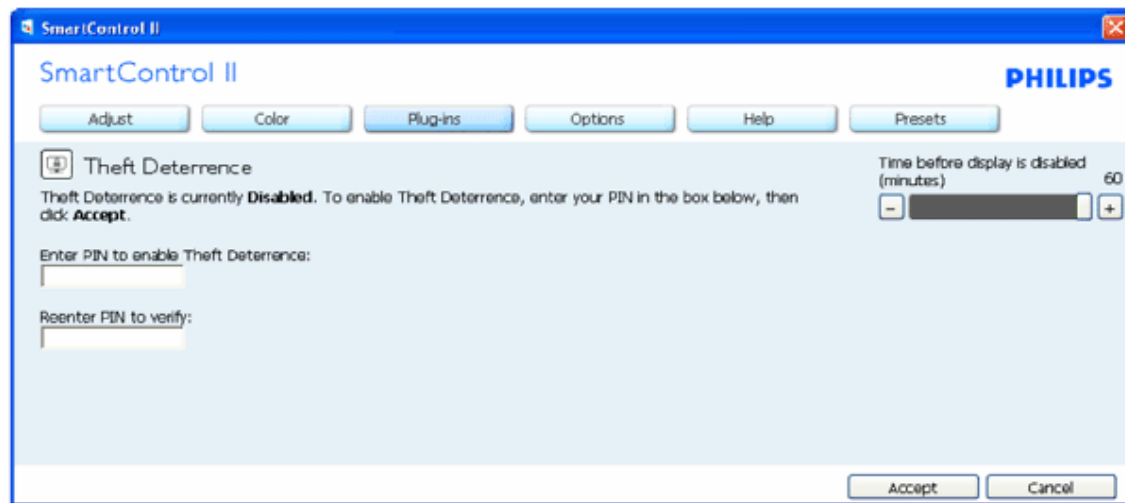 SmartControl II
SmartControl II
PHILIPS
Adjust
Color
Plug-ins
Options
Help
Presets
Theft Deterrence
Theft Deterrence is currently Disabled. To enable Theft Deterrence, enter your PIN in the box below, then
click Accept.
Time before display is disabled
(minutes) 60
Enter PIN to enable Theft Deterrence:
Reenter PIN to verify:
Accept
Cancel